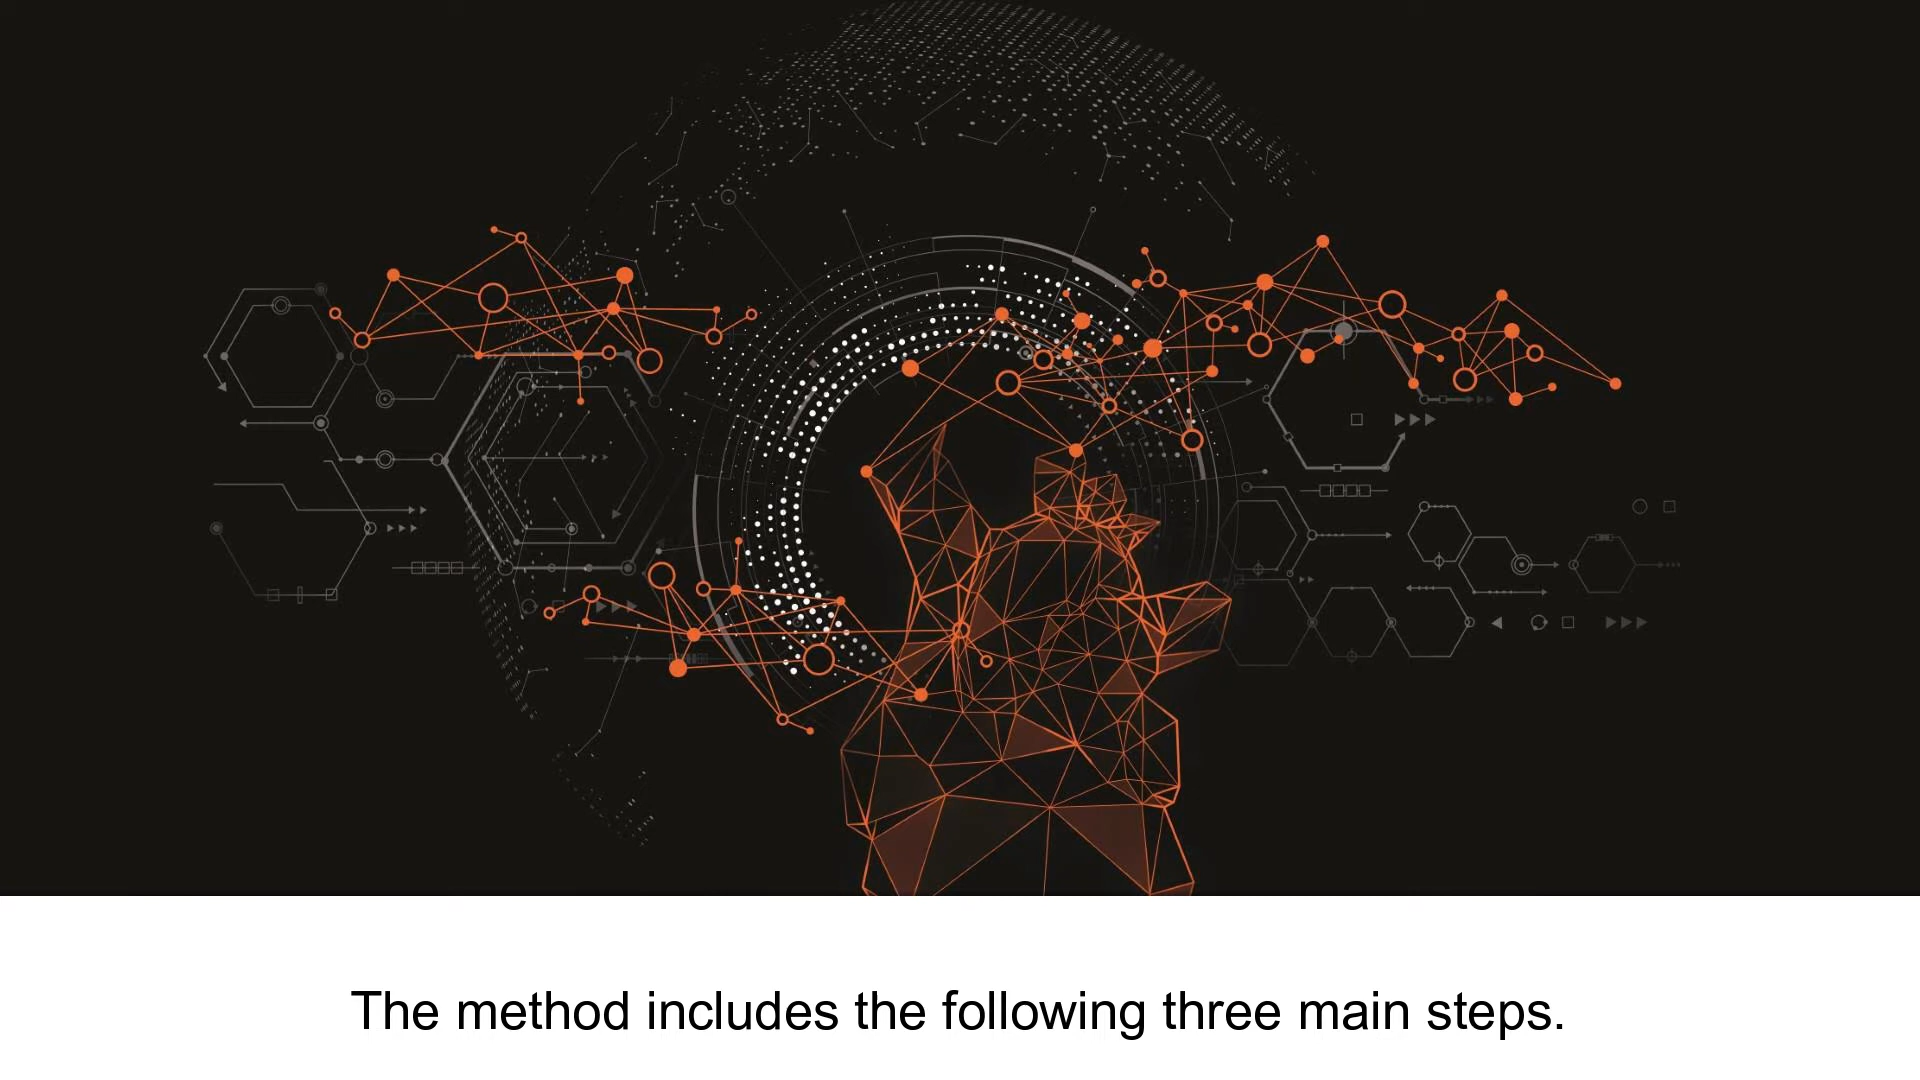 The method includes the following three main steps.